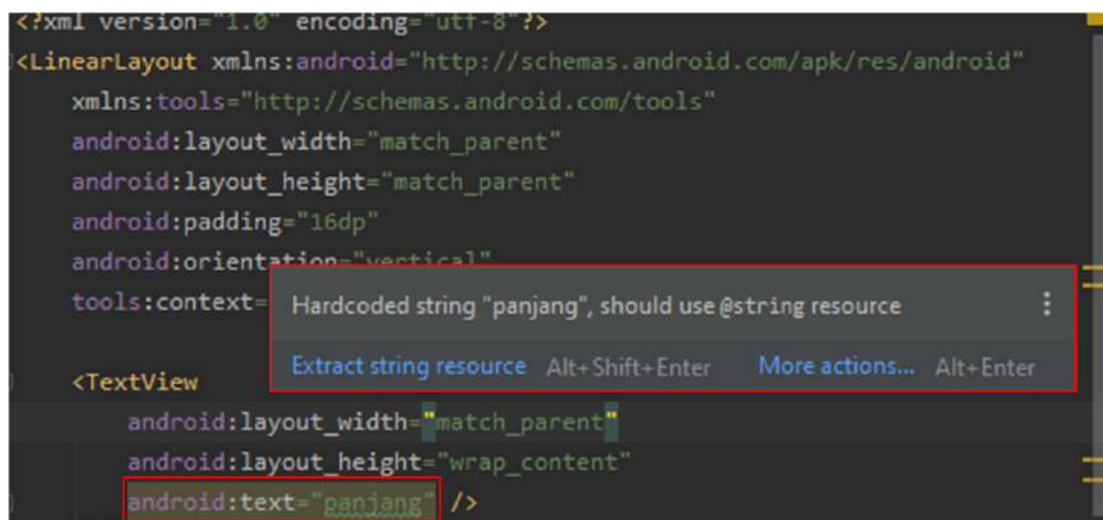 <?xml version="1.0" encoding="utf-8"?>
<LinearLayout xmlns:android="http://schemas.android.com/apk/res/android"
xmlns:tools="http://schemas.android.com/tools"
android:layout_width="match_parent"
android:layout_height="match_parent"
android:padding="16dp"
android:orientation="vertical"
tools:context=
Hardcoded string "panjang", should use @string resource
Extract string resource Alt+Shift+Enter More actions... Alt+Enter
<TextView
android:layout_width="match_parent"
android:layout_height="wrap_content"
android:text="panjang" />